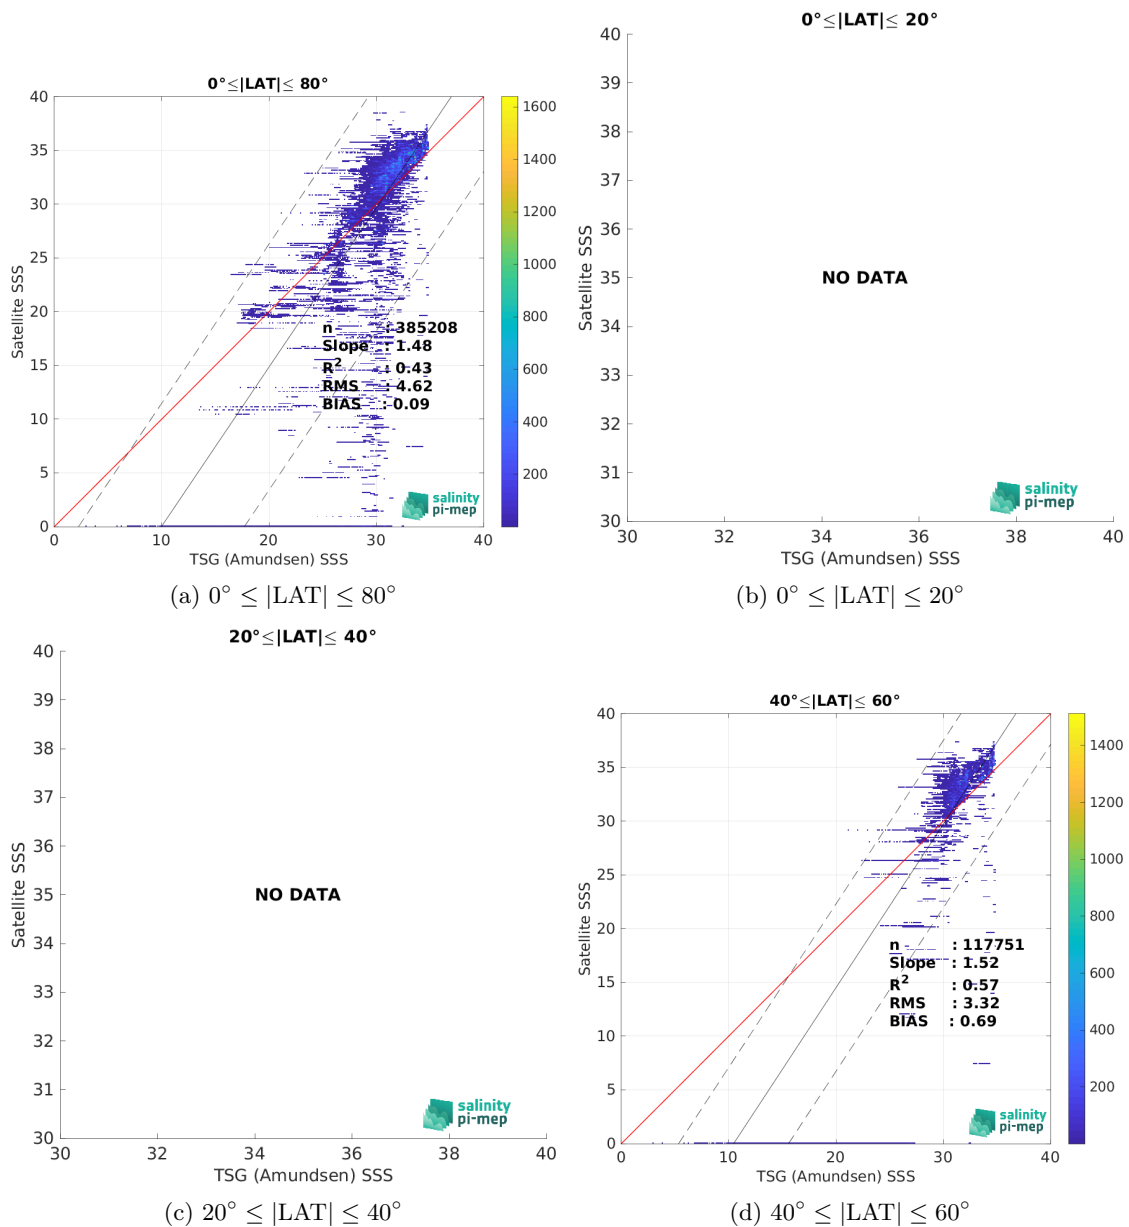 0°≤|LAT|≤ 80°
40
35
30
25
20
15
10
5
0
Satellite SSS
0
10
20
30
40
TSG (Amundsen) SSS
1600
1400
1200
1000
800
600
400
200
n : 385208
Slope : 1.48
R² : 0.43
RMS : 4.62
BIAS : -0.09
salinity
pi-mep
(a) 0° ≤ |LAT| ≤ 80°
0°≤|LAT|≤ 20°
40
39
38
37
36
35
34
33
32
31
30
Satellite SSS
NO DATA
salinity
pi-mep
30
32
34
36
38
40
TSG (Amundsen) SSS
(b) 0° ≤ |LAT| ≤ 20°
20°≤|LAT|≤ 40°
40
39
38
37
36
35
34
33
32
31
30
Satellite SSS
NO DATA
salinity
pi-mep
30
32
34
36
38
40
TSG (Amundsen) SSS
(c) 20° ≤ |LAT| ≤ 40°
40°≤|LAT|≤ 60°
40
35
30
25
20
15
10
5
0
Satellite SSS
0
10
20
30
40
TSG (Amundsen) SSS
1400
1200
1000
800
600
400
200
n : 117751
Slope : 1.52
R² : 0.57
RMS : 3.32
BIAS : 0.69
salinity
pi-mep
(d) 40° ≤ |LAT| ≤ 60°